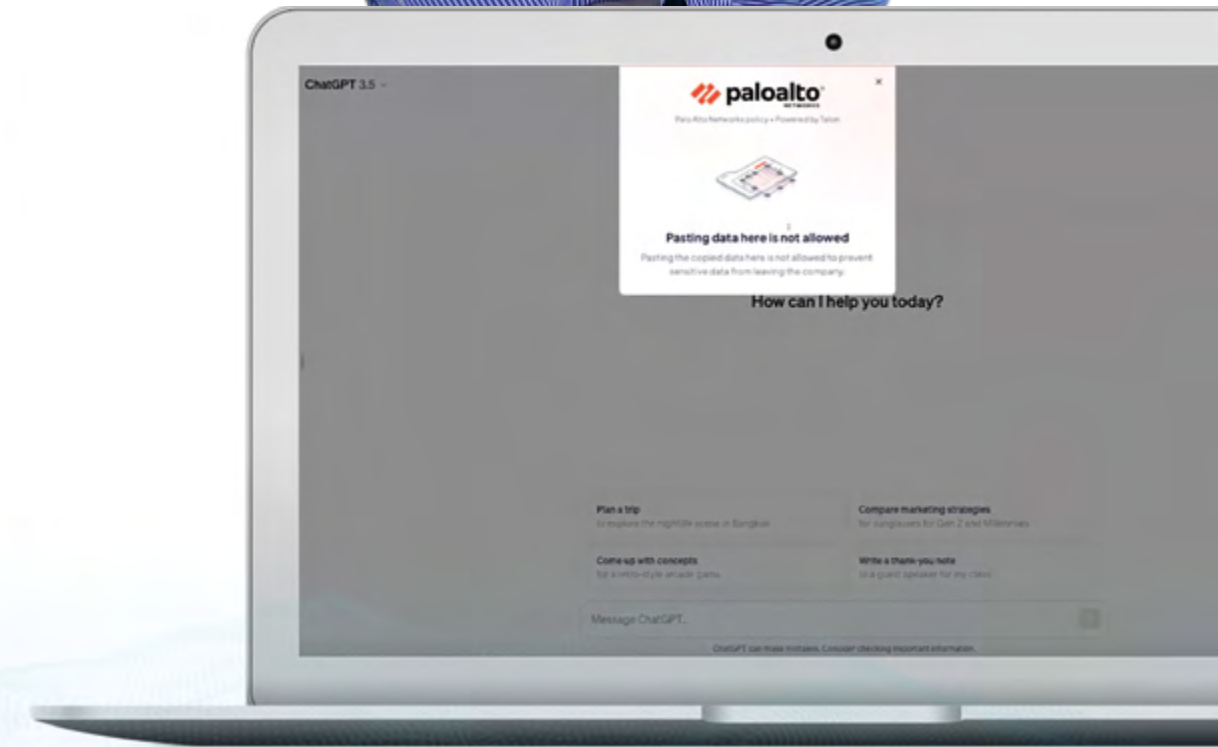 ChatGPT 3.5
paloalto
NETWORKS
Palo Alto Networks policy • Powered by Talon
Pasting data here is not allowed
Pasting the copied data here is not allowed to prevent
sensitive data from leaving the company.
How can I help you today?
Plan a trip
to explore the nightlife scene in Bangkok
Compare marketing strategies
for sunglasses for Gen Z and Millennials
Come up with concepts
for a retro-style arcade game
Write a thank-you note
to a guest speaker for my class
Message ChatGPT...
ChatGPT can make mistakes. Consider checking important information.